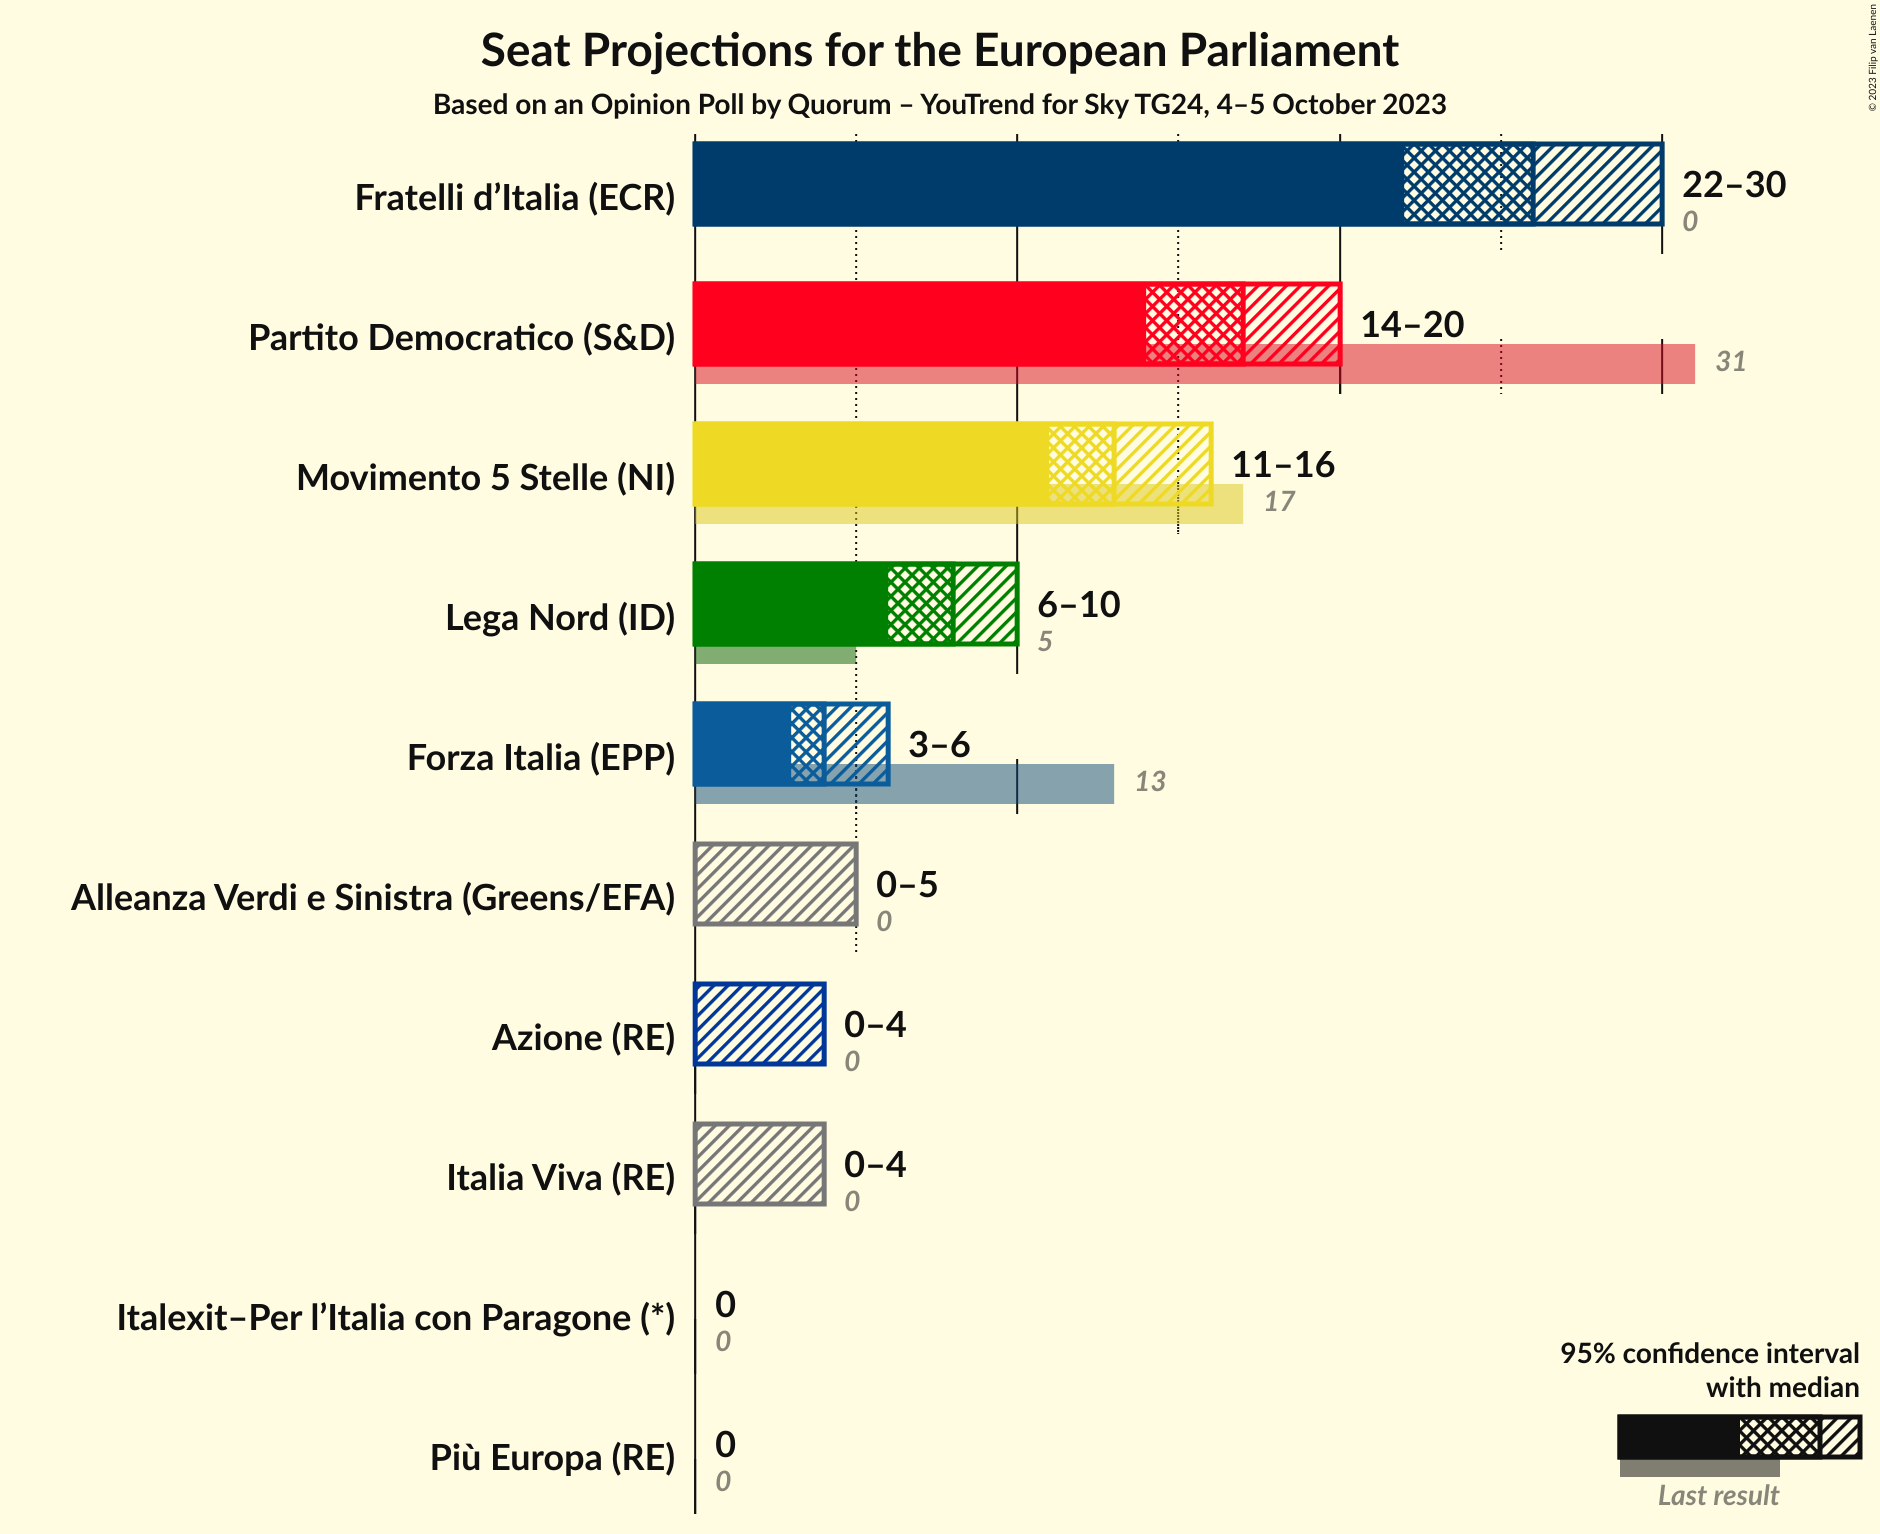 Seat Projections for the European Parliament
Based on an Opinion Poll by Quorum – YouTrend for Sky TG24, 4–5 October 2023
© 2023 Filip van Laenen
Fratelli d’Italia (ECR)
22–30
0
Partito Democratico (S&D)
14–20
31
Movimento 5 Stelle (NI)
11–16
17
Lega Nord (ID)
6–10
5
Forza Italia (EPP)
3–6
13
Alleanza Verdi e Sinistra (Greens/EFA)
0–5
0
Azione (RE)
0–4
0
Italia Viva (RE)
0–4
0
Italexit–Per l’Italia con Paragone (*)
0
0
Più Europa (RE)
0
0
95% confidence interval
with median
Last result